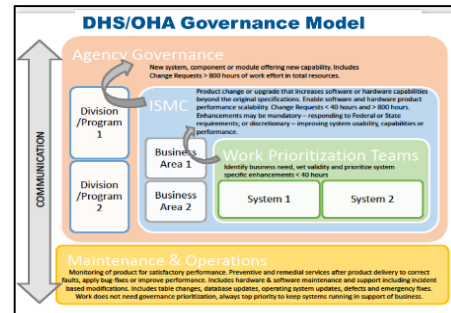 DHS/OHA Governance Model
Agency Governance
New system, component or module offering new capability. Includes
Change Requests > 800 hours of work effort in total resources.
ISMC
Product change or upgrade that increases software or hardware capabilities
beyond the original specifications. Enable software and hardware product
performance scalability. Change Requests < 40 hours and > 800 hours.
Enhancements may be mandatory – responding to Federal or State
requirements; or discretionary – improving system usability, capabilities or
performance.
Division
/Program
1
Division
/Program
2
Business
Area 1
Business
Area 2
Work Prioritization Teams
Identify business need, vet validity and prioritize system
specific enhancements < 40 hours
System 1
System 2
COMMUNICATION
Maintenance & Operations
Monitoring of product for satisfactory performance. Preventive and remedial services after product delivery to correct
faults, apply bug-fixes or improve performance. Includes hardware & software maintenance and support including incident
based modifications. Includes table changes, database updates, operating system updates, defects and emergency fixes.
Work does not need governance prioritization, always top priority to keep systems running in support of business.